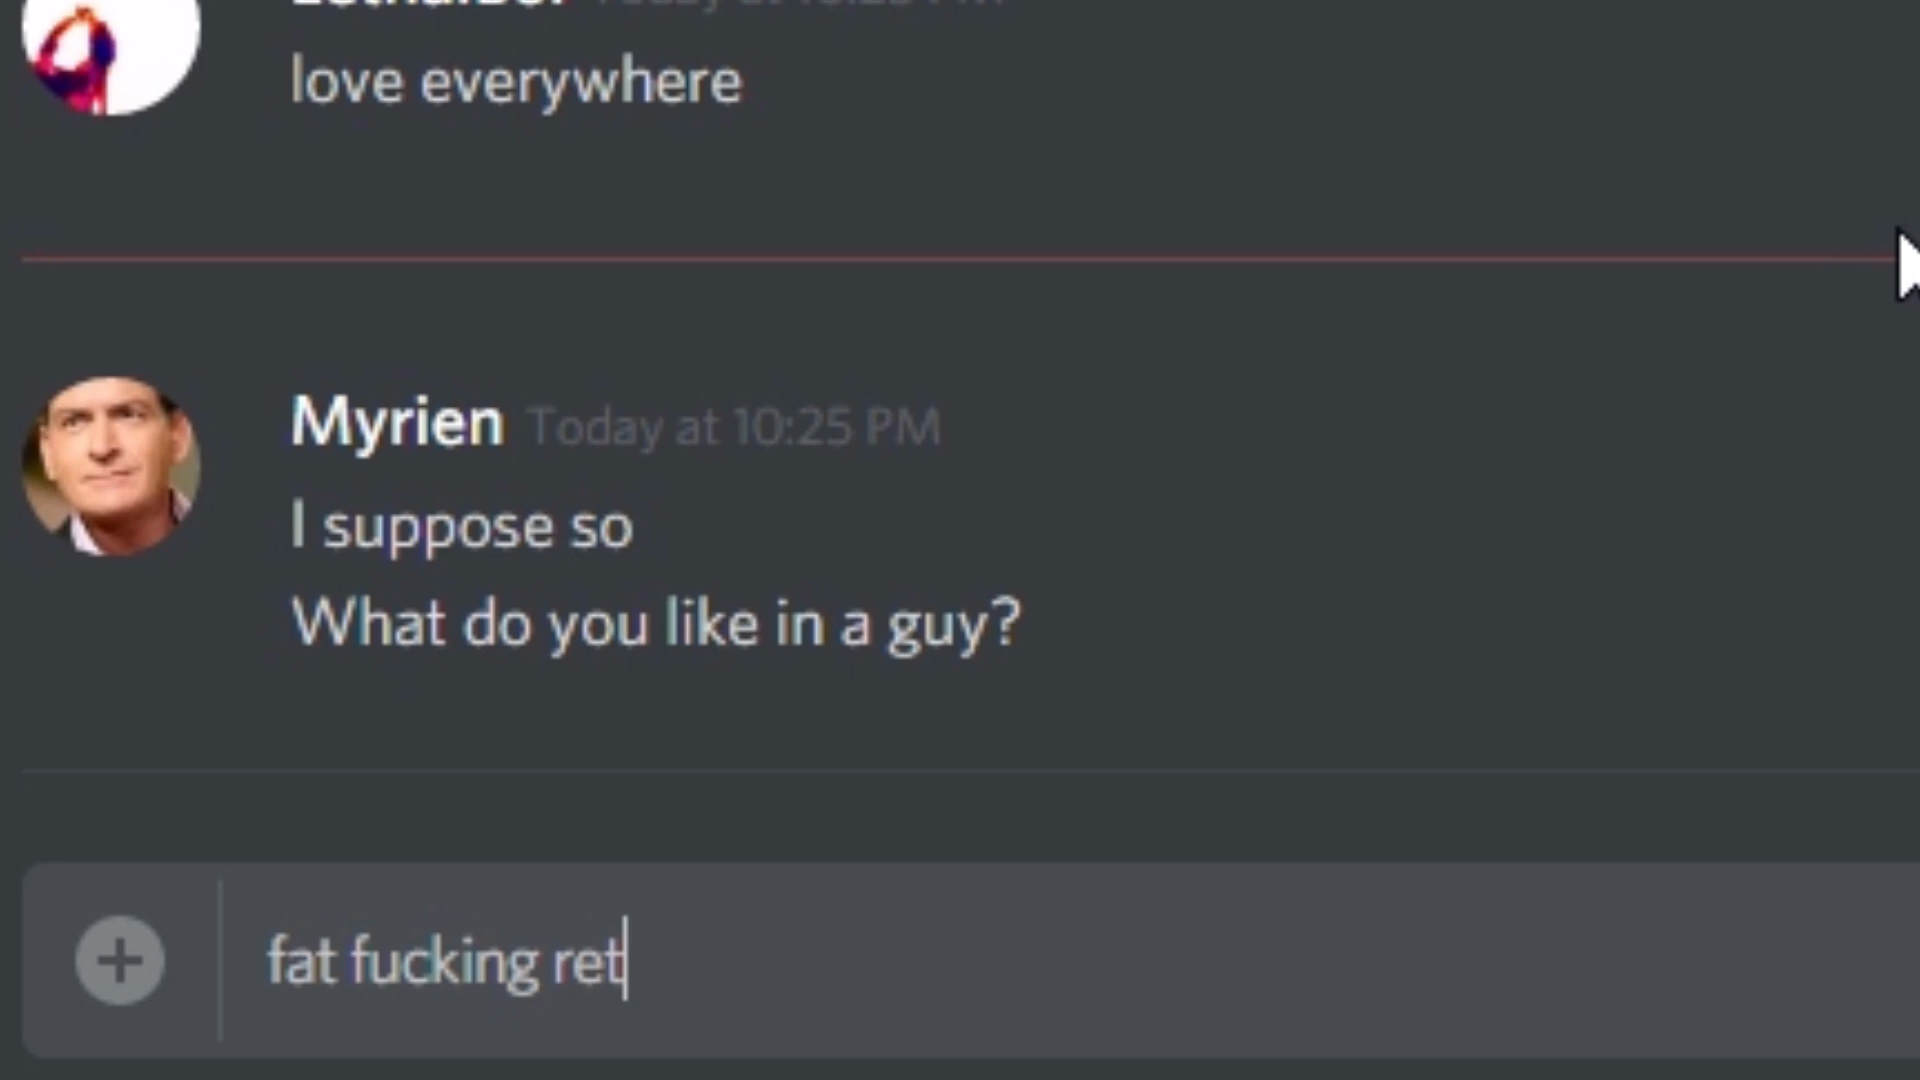 love everywhere
Myrien Today at 10:25 PM
I suppose so
What do you like in a guy?
fat fucking ret